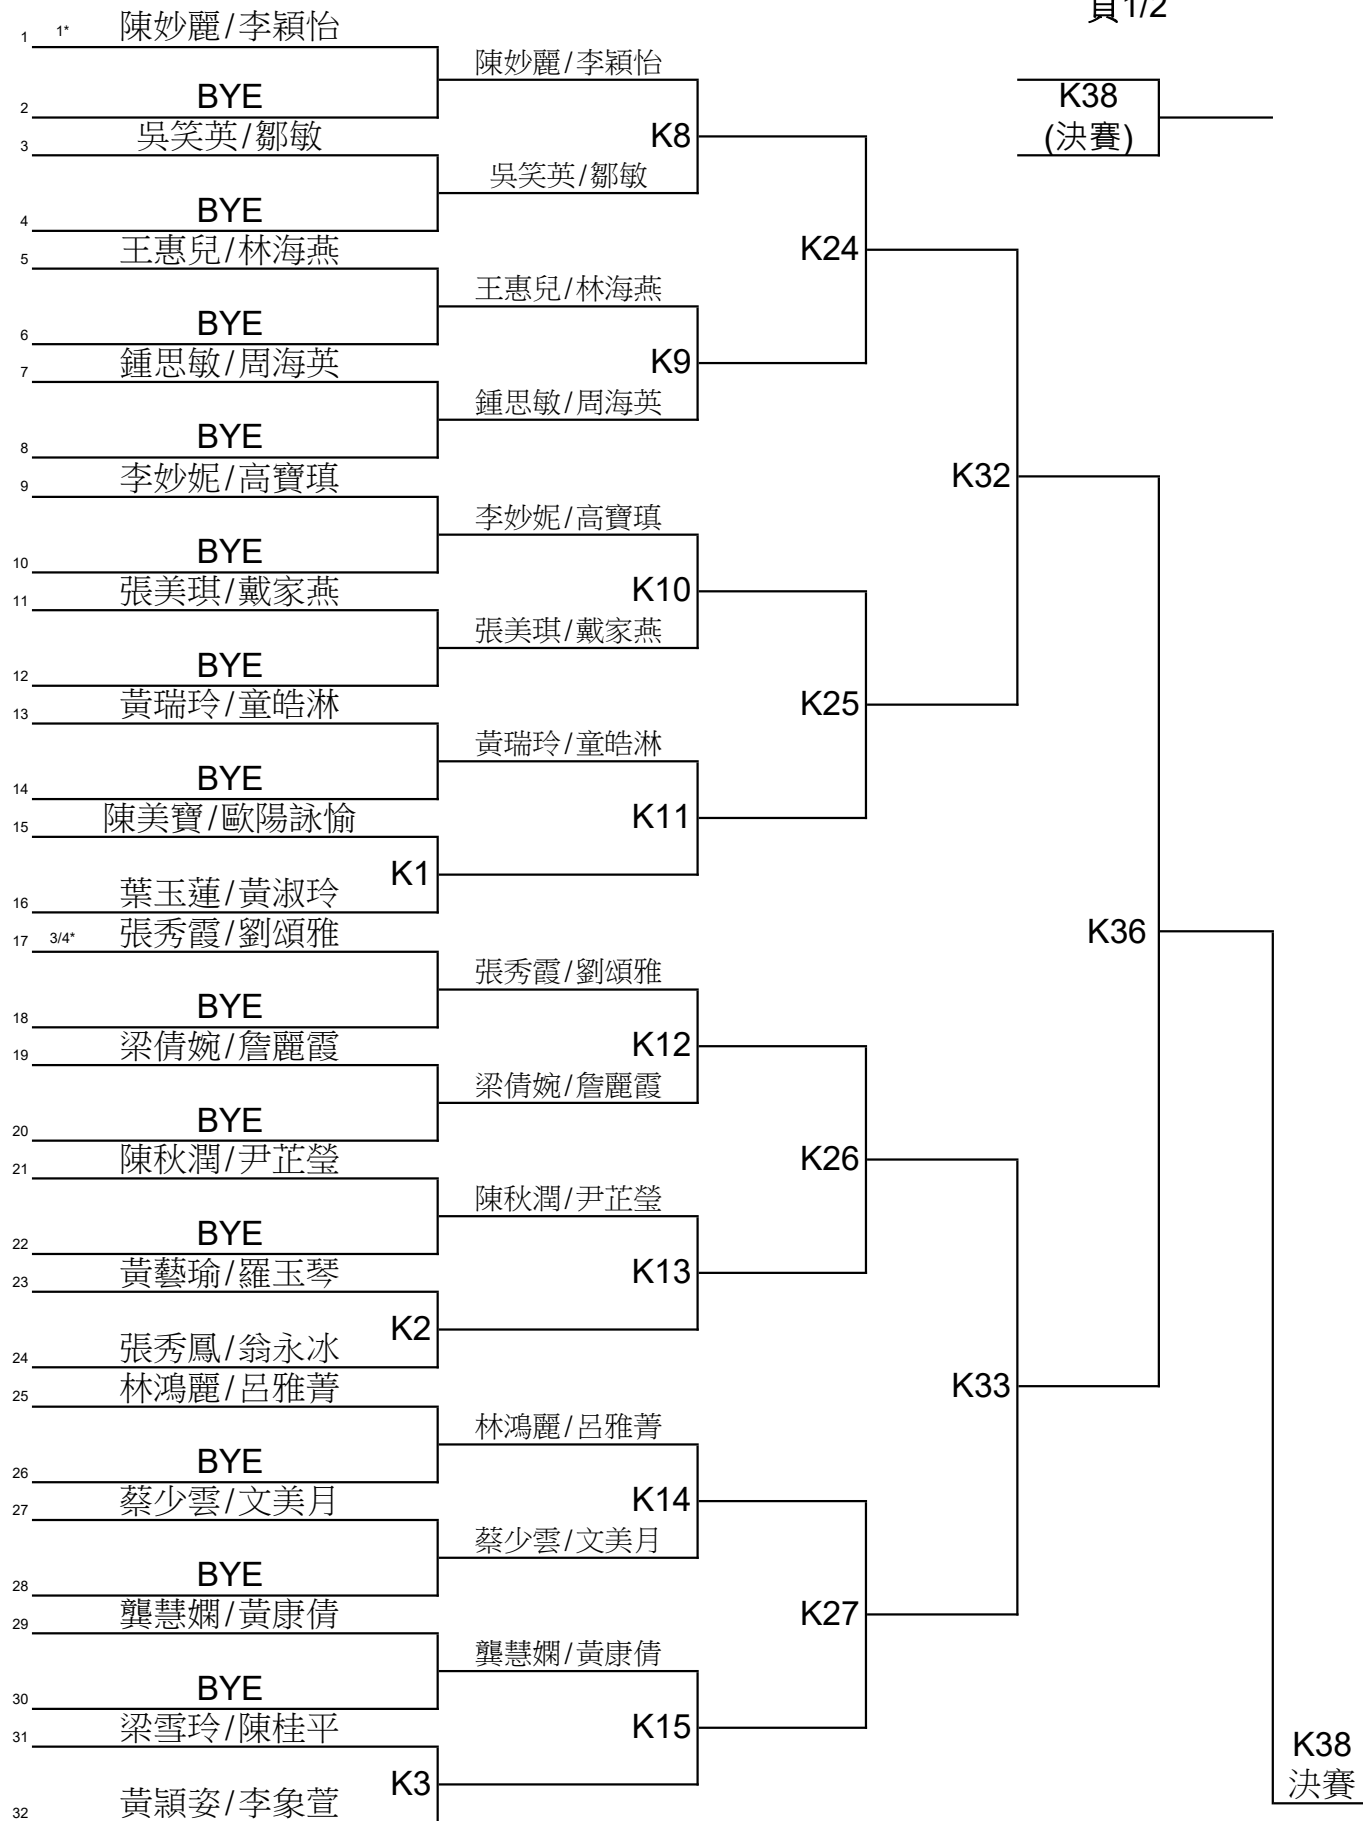 頁1/2
1 1* 陳妙麗/李穎怡
陳妙麗/李穎怡
2 BYE
K38
(決賽)
3 吳笑英/鄒敏
K8
吳笑英/鄒敏
4 BYE
5 王惠兒/林海燕
K24
王惠兒/林海燕
6 BYE
7 鍾思敏/周海英
K9
鍾思敏/周海英
8 BYE
9 李妙妮/高寶瑱
K32
李妙妮/高寶瑱
10 BYE
11 張美琪/戴家燕
K10
張美琪/戴家燕
12 BYE
13 黃瑞玲/童皓淋
K25
黃瑞玲/童皓淋
14 BYE
15 陳美寶/歐陽詠愉
K11
K1
16 葉玉蓮/黃淑玲
17 3/4* 張秀霞/劉頌雅
K36
張秀霞/劉頌雅
18 BYE
19 梁倩婉/詹麗霞
K12
梁倩婉/詹麗霞
20 BYE
21 陳秋潤/尹芷瑩
K26
陳秋潤/尹芷瑩
22 BYE
23 黃藝瑜/羅玉琴
K13
K2
24 張秀鳳/翁永冰
25 林鴻麗/呂雅菁
K33
林鴻麗/呂雅菁
26 BYE
27 蔡少雲/文美月
K14
蔡少雲/文美月
28 BYE
29 龔慧嫻/黃康倩
K27
龔慧嫻/黃康倩
30 BYE
31 梁雪玲/陳桂平
K15
K38
決賽
K3
32 黃潁姿/李象萱